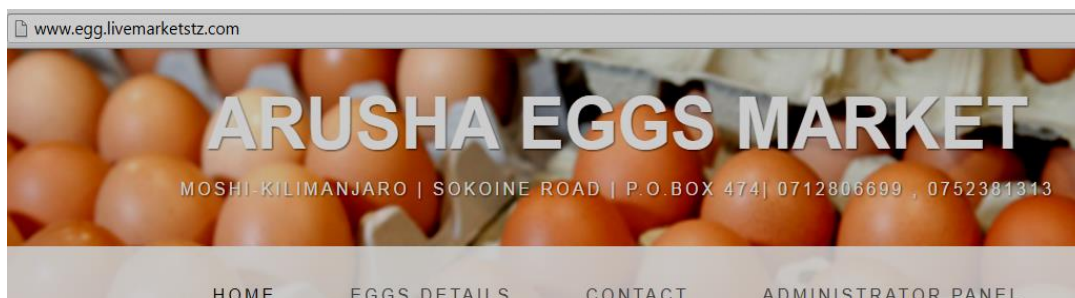 www.egg.livemarketstz.com
ARUSHA EGGS MARKET
MOSHI-KILIMANJARO | SOKOINE ROAD | P.O.BOX 474| 0712806699 , 0752381313
HOME EGGS DETAILS CONTACT ADMINISTRATOR PANEL